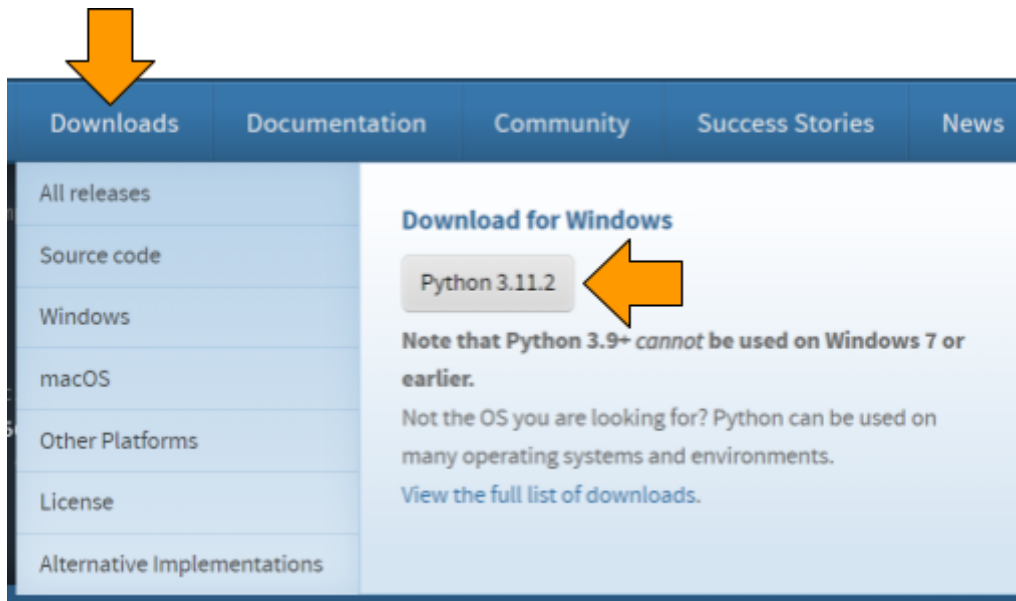 Downloads
Documentation
Community
Success Stories
News
All releases
Source code
Windows
macOS
Other Platforms
License
Alternative Implementations
Download for Windows
Python 3.11.2
Note that Python 3.9+ cannot be used on Windows 7 or
earlier.
Not the OS you are looking for? Python can be used on
many operating systems and environments.
View the full list of downloads.